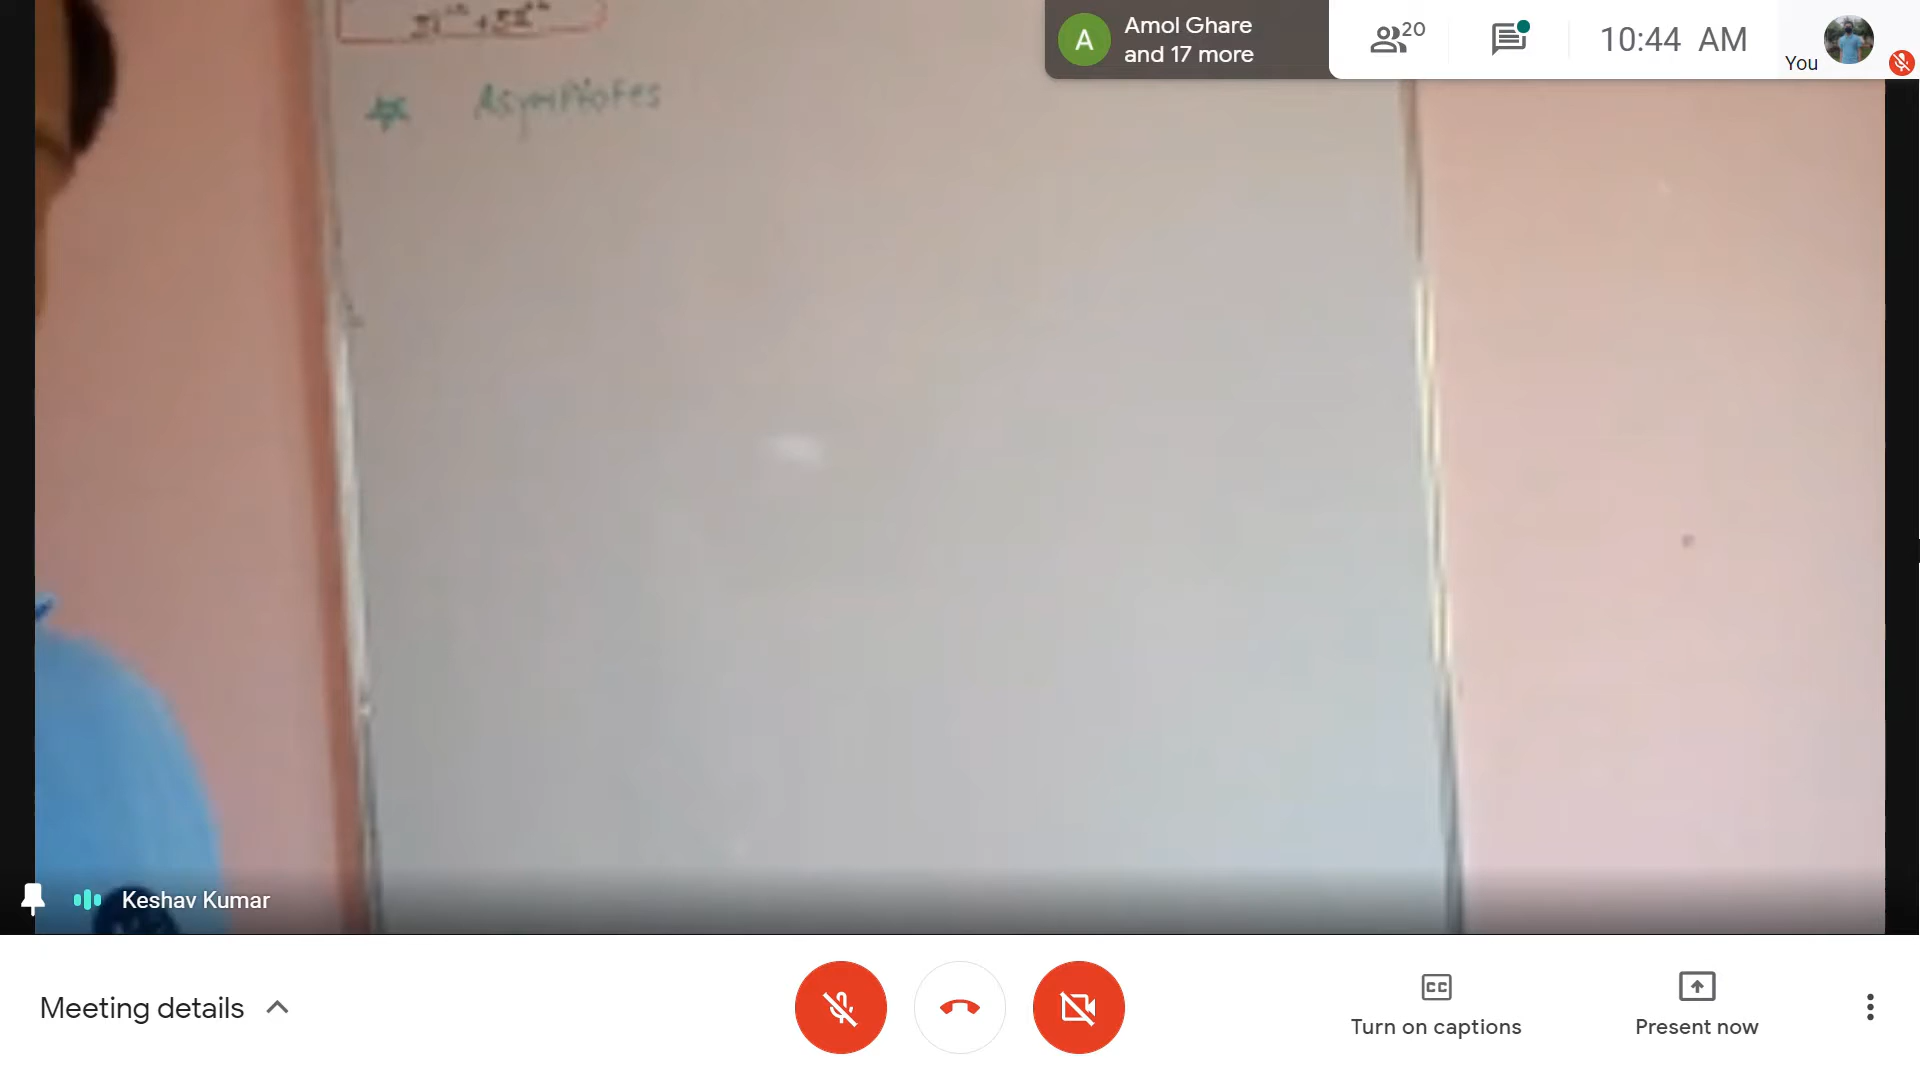 Amol Ghare
and 17 more
20
10:44 AM
A
You
Asymptotes
Keshav Kumar
Meeting details
CC
Turn on captions
Present now